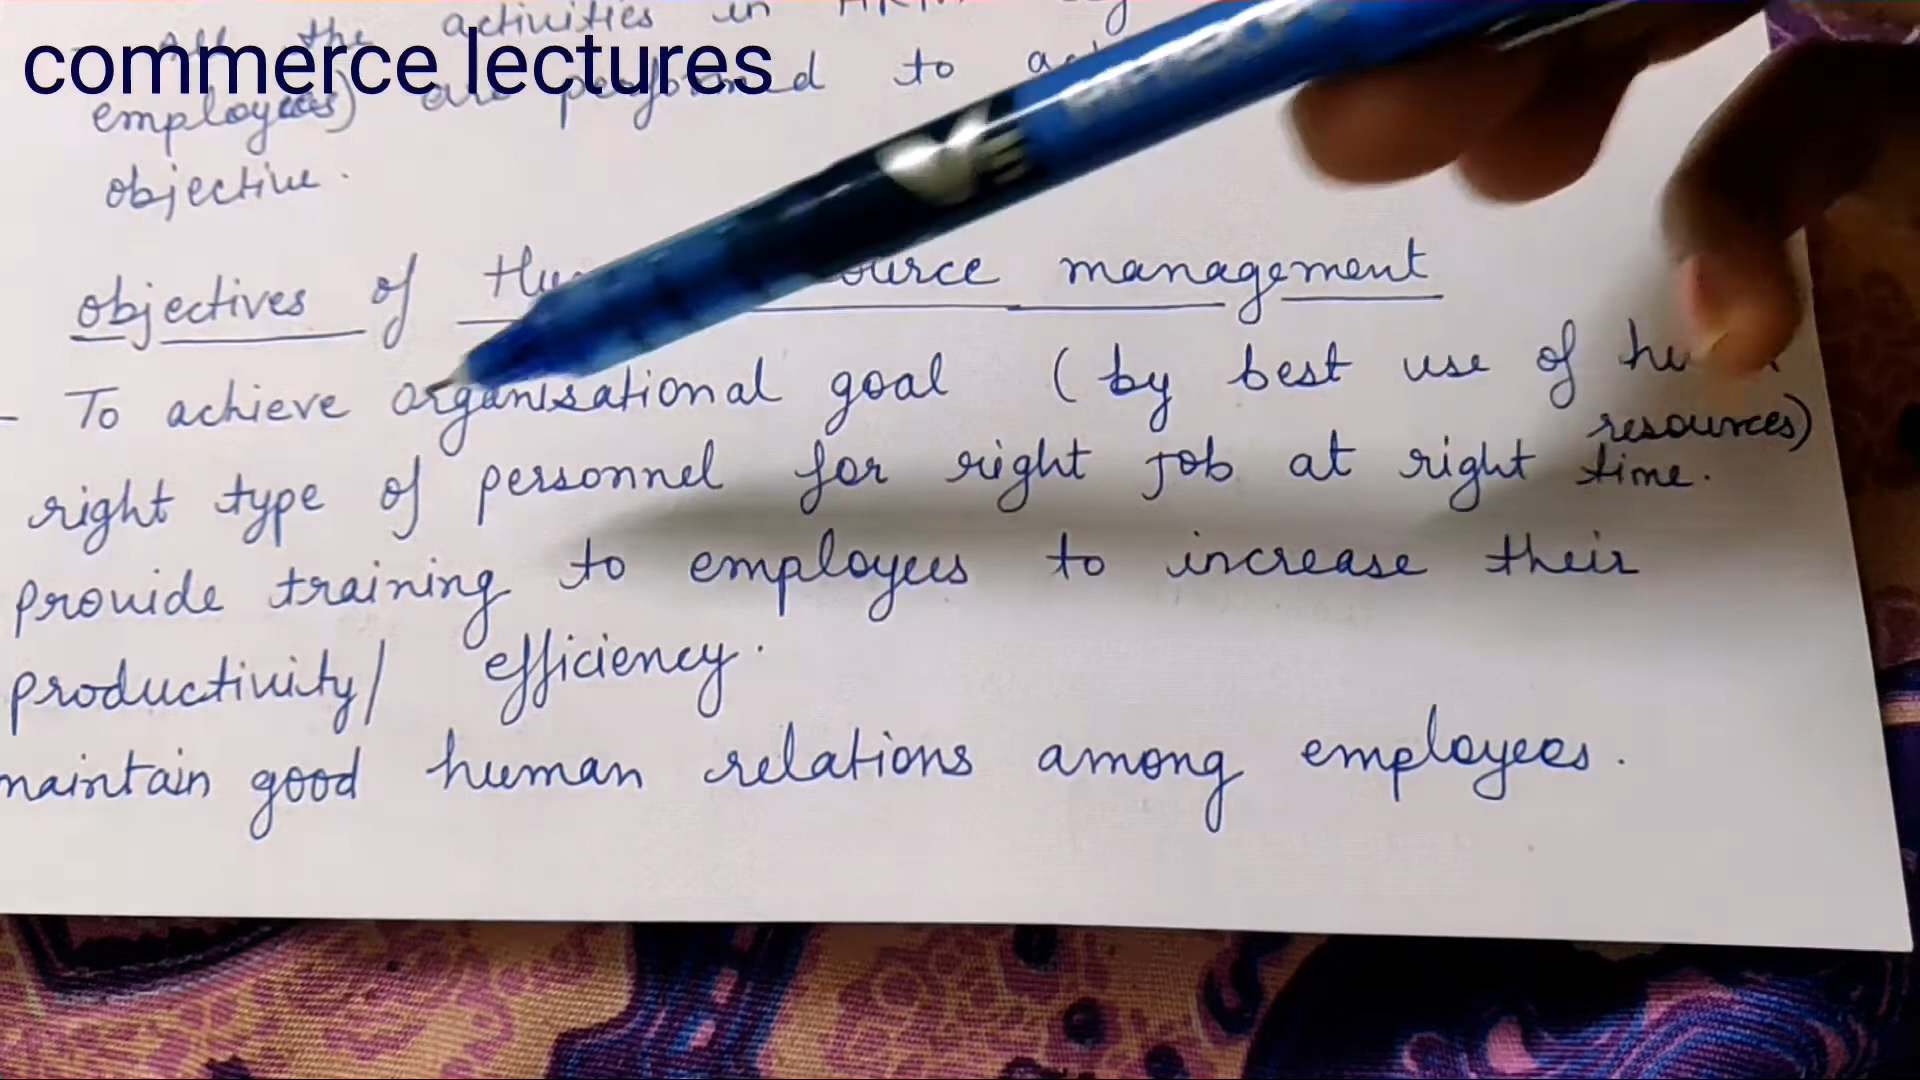 commerce lectures
the activities in
employees) are performed to
objective.
objectives of management
- To achieve organisational goal ( by best use of
resources)
right type of personnel for right job at right time.
provide training to employees to increase their
productivity/ efficiency.
maintain good human relations among employees.